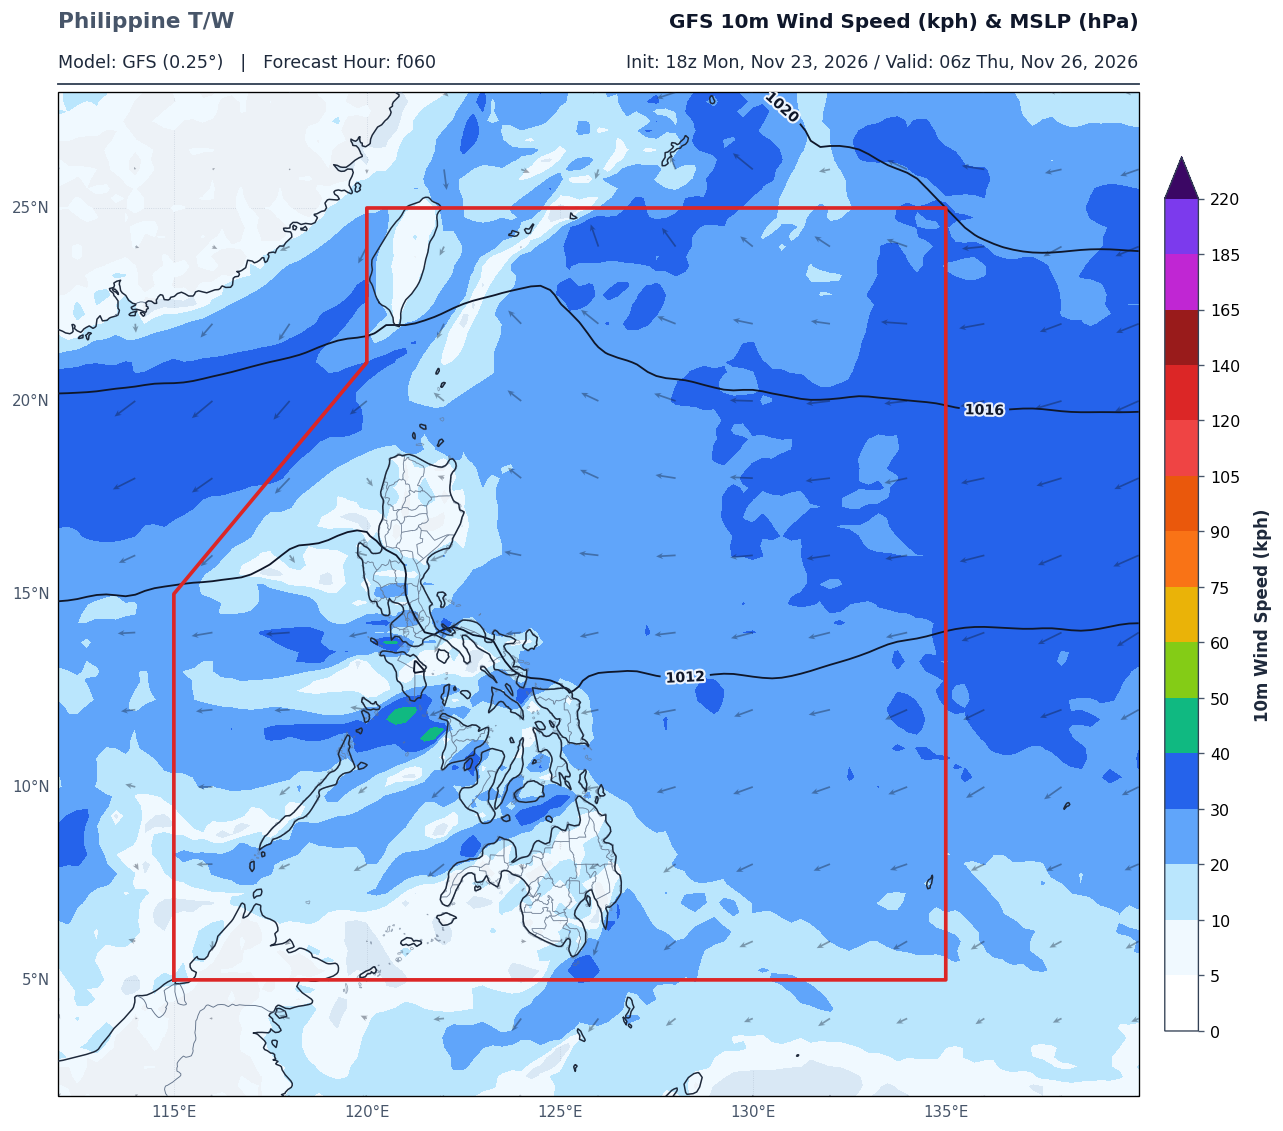 Philippine T/W
GFS 10m Wind Speed (kph) & MSLP (hPa)
Model: GFS (0.25°)   |   Forecast Hour: f060
Init: 18z Mon, Nov 23, 2026 / Valid: 06z Thu, Nov 26, 2026
1020
1016
1012
25°N
20°N
15°N
10°N
5°N
115°E
120°E
125°E
130°E
135°E
220
185
165
140
120
105
90
75
60
50
40
30
20
10
5
0
10m Wind Speed (kph)